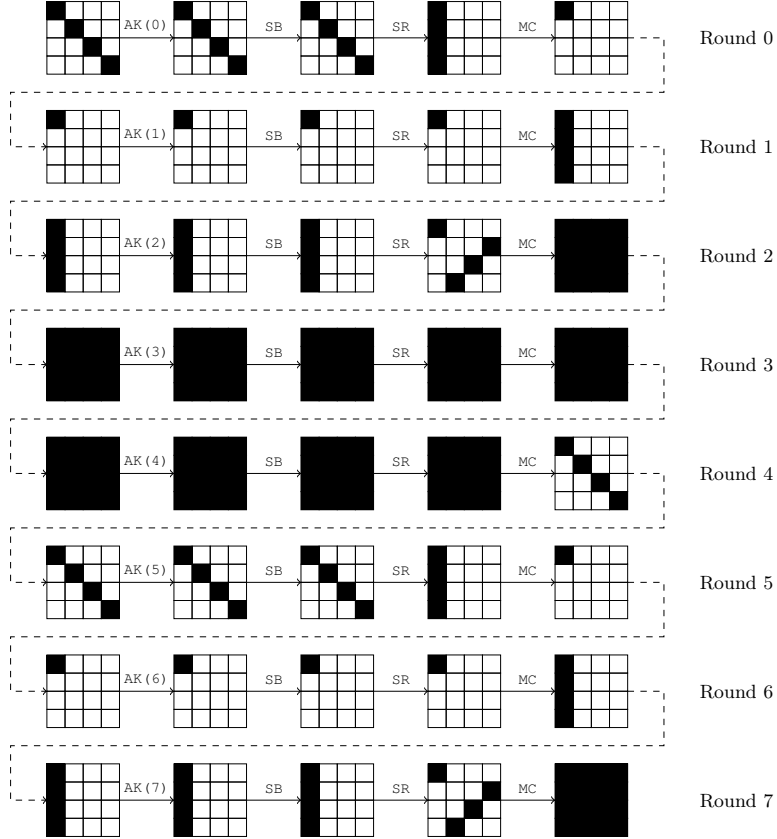 AK(0) SB SR MC Round 0
AK(1) SB SR MC Round 1
AK(2) SB SR MC Round 2
AK(3) SB SR MC Round 3
AK(4) SB SR MC Round 4
AK(5) SB SR MC Round 5
AK(6) SB SR MC Round 6
AK(7) SB SR MC Round 7